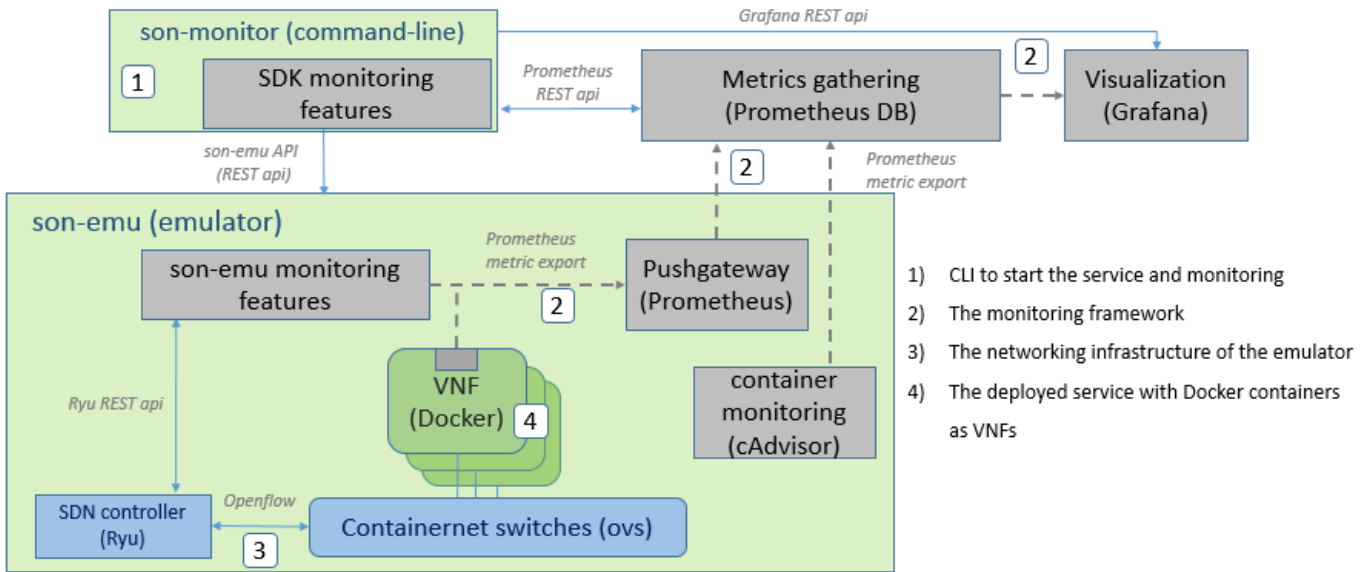 Grafana REST api
son-monitor (command-line)
1
SDK monitoring
features
Prometheus
REST api
Metrics gathering
(Prometheus DB)
2
Visualization
(Grafana)
son-emu API
(REST api)
2
Prometheus
metric export
son-emu (emulator)
son-emu monitoring
features
Prometheus
metric export
2
Pushgateway
(Prometheus)
VNF
(Docker)
4
container
monitoring
(cAdvisor)
Ryu REST api
SDN controller
(Ryu)
Openflow
3
Containernet switches (ovs)
1) CLI to start the service and monitoring
2) The monitoring framework
3) The networking infrastructure of the emulator
4) The deployed service with Docker containers
as VNFs